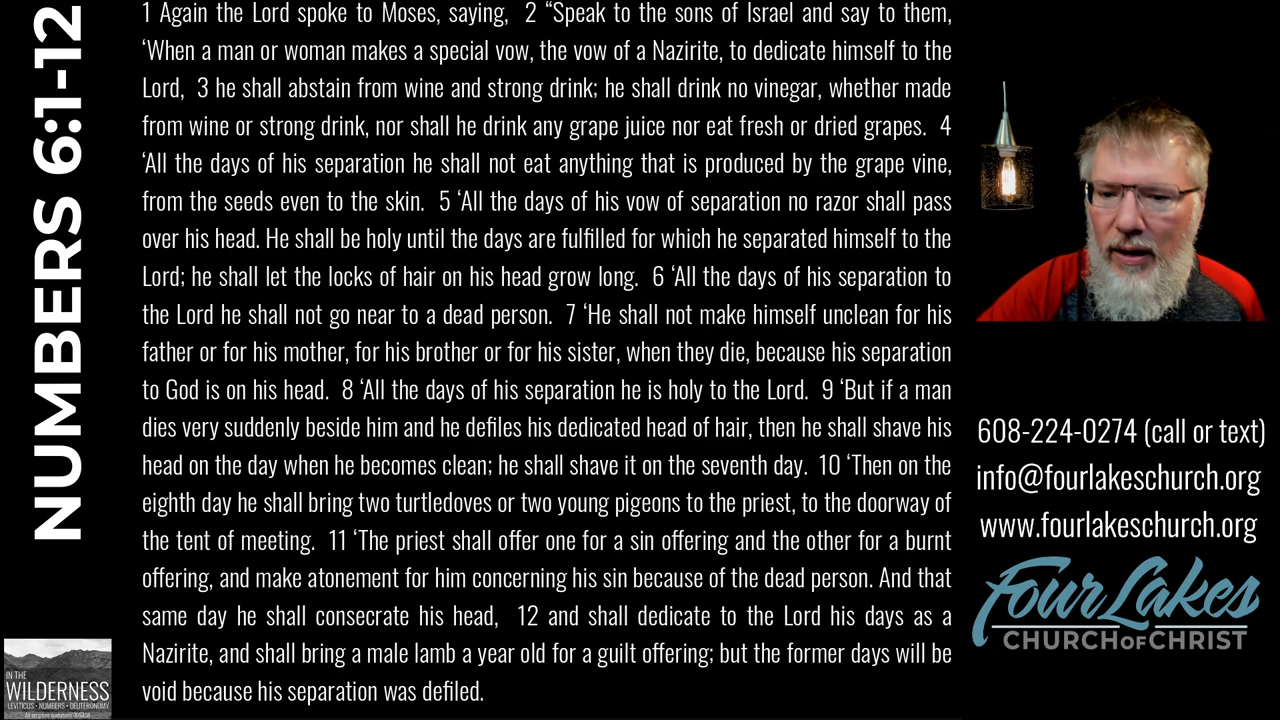 NUMBERS 6:1-12
1 Again the Lord spoke to Moses, saying,  2 “Speak to the sons of Israel and say to them,
‘When a man or woman makes a special vow, the vow of a Nazirite, to dedicate himself to the
Lord,  3 he shall abstain from wine and strong drink; he shall drink no vinegar, whether made
from wine or strong drink, nor shall he drink any grape juice nor eat fresh or dried grapes.  4
‘All the days of his separation he shall not eat anything that is produced by the grape vine,
from the seeds even to the skin.  5 ‘All the days of his vow of separation no razor shall pass
over his head. He shall be holy until the days are fulfilled for which he separated himself to the
Lord; he shall let the locks of hair on his head grow long.  6 ‘All the days of his separation to
the Lord he shall not go near to a dead person.  7 ‘He shall not make himself unclean for his
father or for his mother, for his brother or for his sister, when they die, because his separation
to God is on his head.  8 ‘All the days of his separation he is holy to the Lord.  9 ‘But if a man
dies very suddenly beside him and he defiles his dedicated head of hair, then he shall shave his
head on the day when he becomes clean; he shall shave it on the seventh day.  10 ‘Then on the
eighth day he shall bring two turtledoves or two young pigeons to the priest, to the doorway of
the tent of meeting.  11 ‘The priest shall offer one for a sin offering and the other for a burnt
offering, and make atonement for him concerning his sin because of the dead person. And that
same day he shall consecrate his head,  12 and shall dedicate to the Lord his days as a
Nazirite, and shall bring a male lamb a year old for a guilt offering; but the former days will be
void because his separation was defiled.
608-224-0274 (call or text)
info@fourlakeschurch.org
www.fourlakeschurch.org
Four Lakes
CHURCH OF CHRIST
IN THE
WILDERNESS
LEVITICUS • NUMBERS • DEUTERONOMY